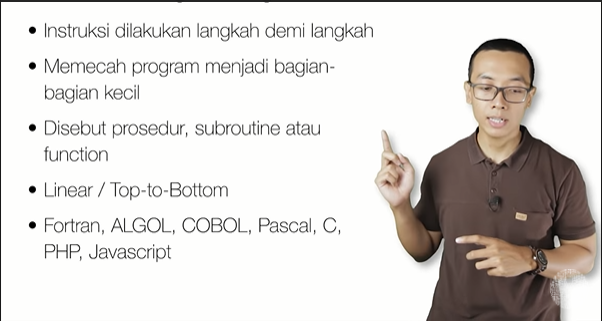 • Instruksi dilakukan langkah demi langkah
• Memecah program menjadi bagian-
bagian kecil
• Disebut prosedur, subroutine atau
function
• Linear / Top-to-Bottom
• Fortran, ALGOL, COBOL, Pascal, C,
PHP, Javascript